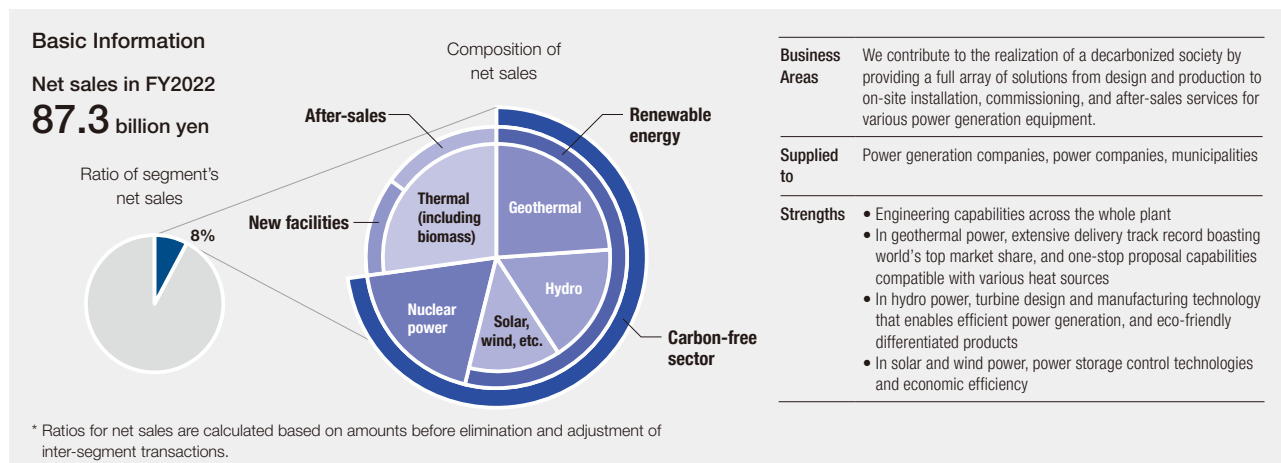 Basic Information
Net sales in FY2022
87.3 billion yen
Ratio of segment's
net sales
8%
Composition of
net sales
After-sales
New facilities
Renewable
energy
Carbon-free
sector
Thermal
(including
biomass)
Geothermal
Hydro
Solar,
wind, etc.
Nuclear
power
* Ratios for net sales are calculated based on amounts before elimination and adjustment of
inter-segment transactions.
Business
Areas
We contribute to the realization of a decarbonized society by
providing a full array of solutions from design and production to
on-site installation, commissioning, and after-sales services for
various power generation equipment.
Supplied
to
Power generation companies, power companies, municipalities
Strengths
• Engineering capabilities across the whole plant
• In geothermal power, extensive delivery track record boasting
world's top market share, and one-stop proposal capabilities
compatible with various heat sources
• In hydro power, turbine design and manufacturing technology
that enables efficient power generation, and eco-friendly
differentiated products
• In solar and wind power, power storage control technologies
and economic efficiency